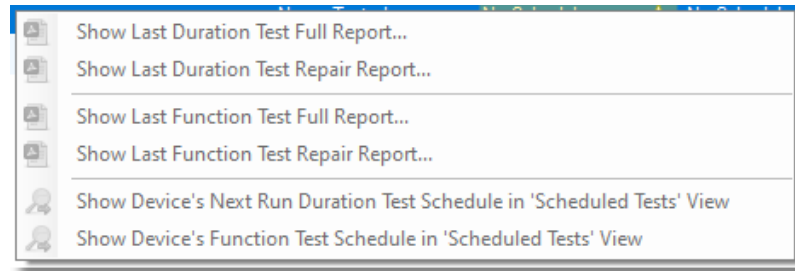 Show Last Duration Test Full Report...
Show Last Duration Test Repair Report...
Show Last Function Test Full Report...
Show Last Function Test Repair Report...
Show Device's Next Run Duration Test Schedule in 'Scheduled Tests' View
Show Device's Function Test Schedule in 'Scheduled Tests' View